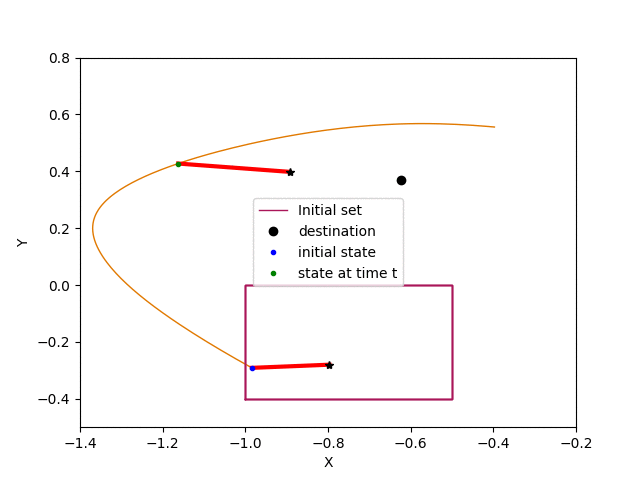 0.8
0.6
0.4
0.2
0.0
−0.2
−0.4
Y
Initial set
destination
initial state
state at time t
−1.4 −1.2 −1.0 −0.8 −0.6 −0.4 −0.2
X